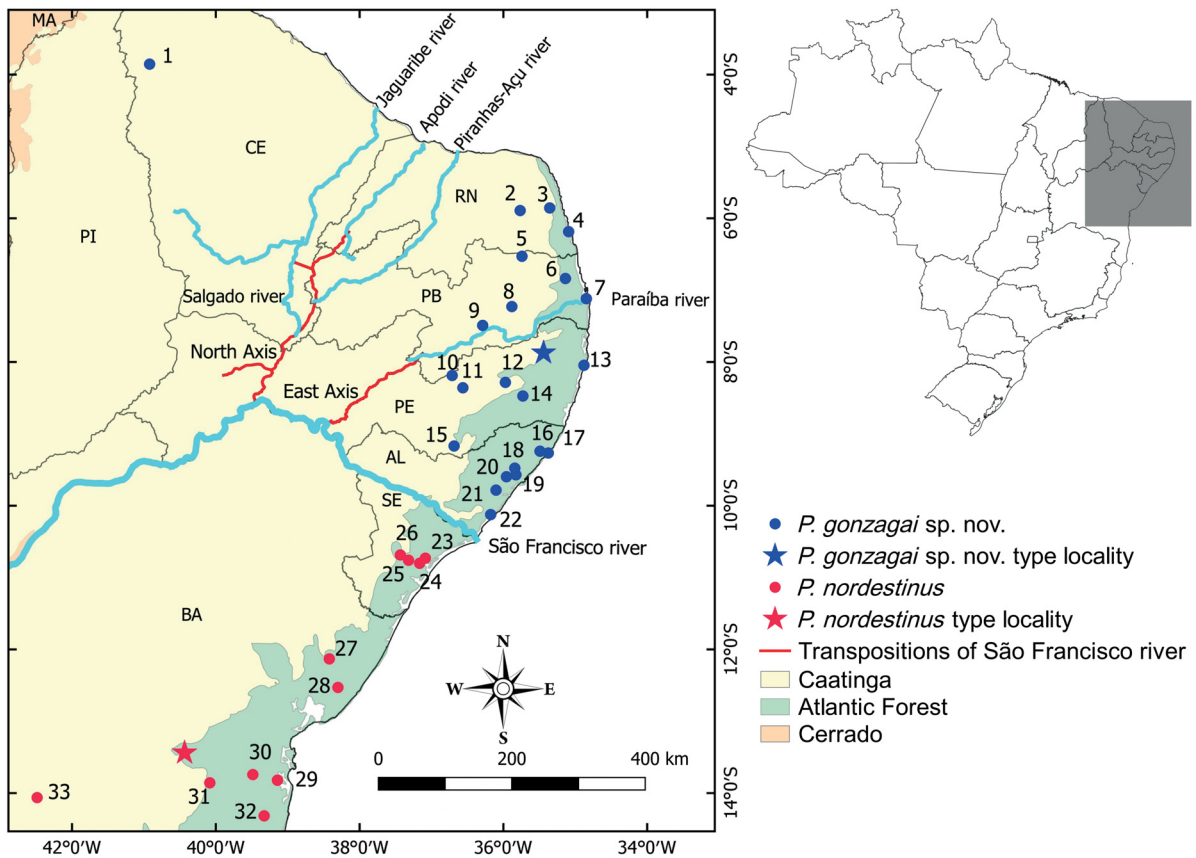 MA
1
Jaguaribe river
Apodi river
Piranhas-Açu river
4°0'S
CE
RN
2
3
4
PI
6°0'S
5
6
Salgado river
PB
8
7
Paraíba river
9
North Axis
10
11
12
13
8°0'S
East Axis
14
PE
15
16
17
AL
18
20
19
21
SE
22
10°0'S
26
23
São Francisco river
25
24
BA
27
12°0'S
28
N
W
E
S
30
0
200
400 km
33
31
29
32
14°0'S
42°0'S
40°0'S
38°0'S
36°0'S
34°0'S
P. gonzagai sp. nov.
P. gonzagai sp. nov. type locality
P. nordestinus
P. nordestinus type locality
Transpositions of São Francisco river
Caatinga
Atlantic Forest
Cerrado